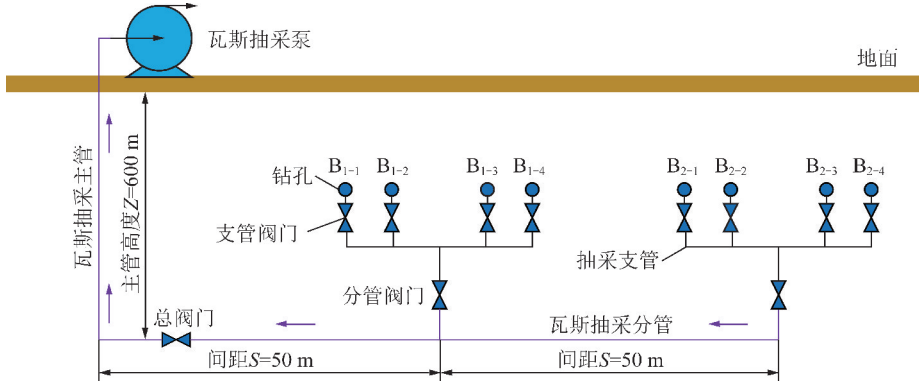 瓦斯抽采泵
地面
瓦斯抽采主管
主管高度Z=600 m
钻孔
B1-1 B1-2 B1-3 B1-4 B2-1 B2-2 B2-3 B2-4
支管阀门
抽采支管
分管阀门
总阀门
瓦斯抽采分管
间距S=50 m
间距S=50 m